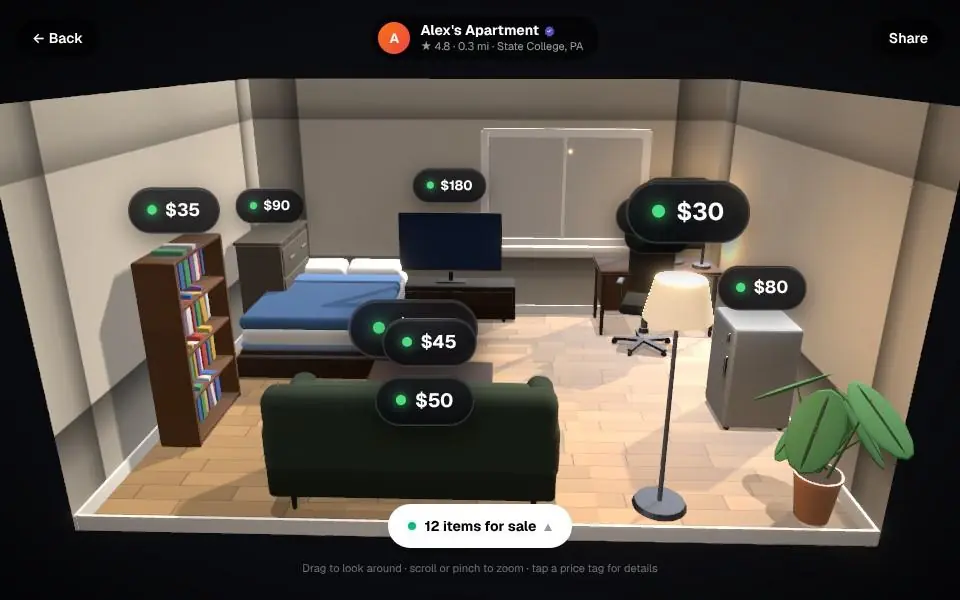 ← Back
A
Alex's Apartment
★ 4.8 · 0.3 mi · State College, PA
Share
$35
$90
$180
$30
$80
$45
$50
12 items for sale ▲
Drag to look around · scroll or pinch to zoom · tap a price tag for details